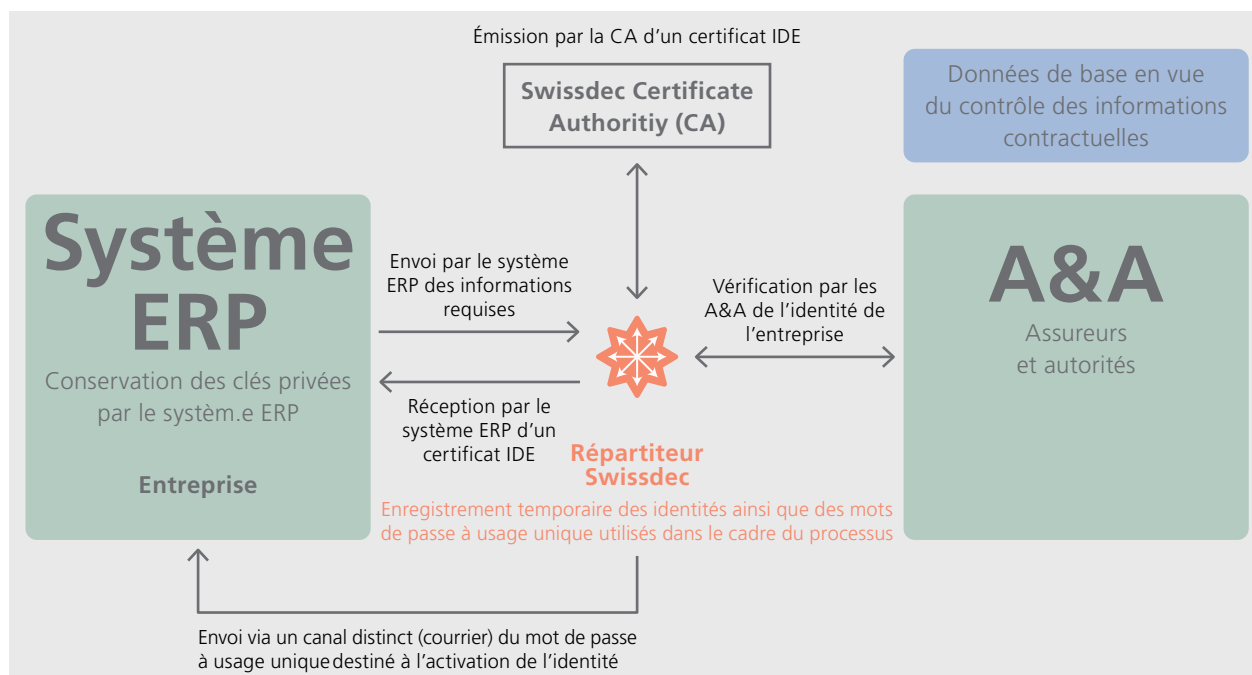 Émission par la CA d'un certificat IDE
Swissdec Certificate
Authoritiy (CA)
Données de base en vue
du contrôle des informations
contractuelles
Système
ERP
Conservation des clés privées
par le systèm.e ERP
Entreprise
Envoi par le système
ERP des informations
requises
Réception par le
système ERP d'un
certificat IDE
Vérification par les
A&A de l'identité de
l'entreprise
A&A
Assureurs
et autorités
Répartiteur
Swissdec
Enregistrement temporaire des identités ainsi que des mots
de passe à usage unique utilisés dans le cadre du processus
Envoi via un canal distinct (courrier) du mot de passe
à usage unique destiné à l'activation de l'identité